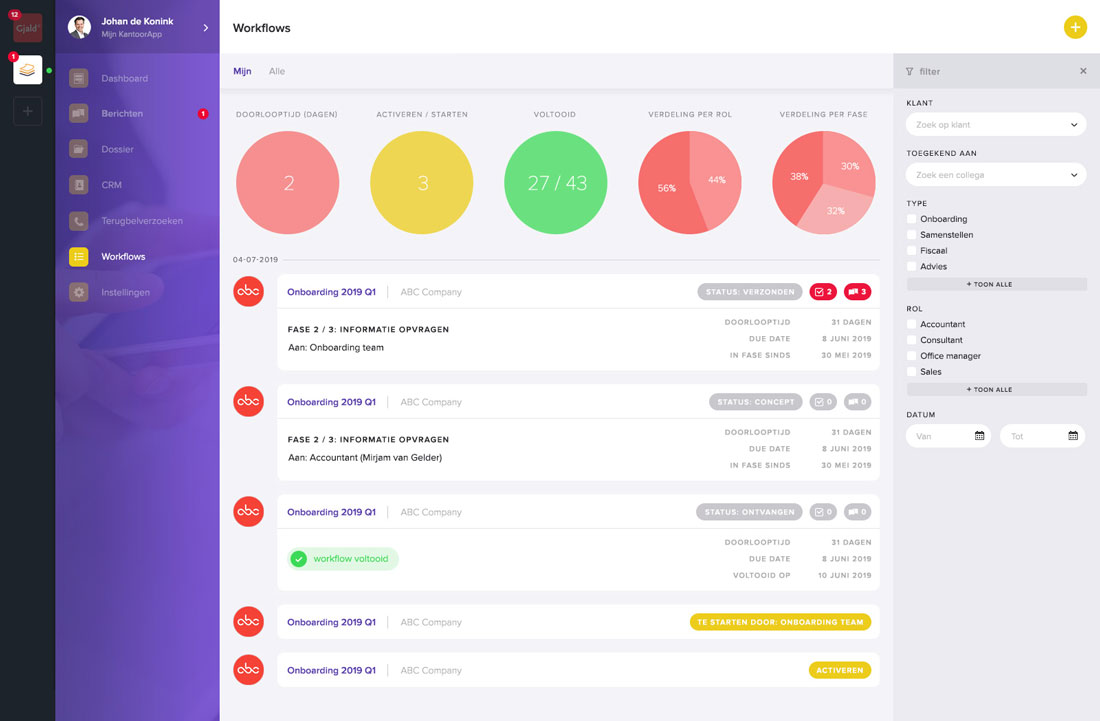 12
Gjald
1
Johan de Konink
Mijn KantoorApp
Dashboard
Berichten 1
Dossier
CRM
Terugbelverzoeken
Workflows
Instellingen
Workflows
Mijn Alle
DOORLOOPTIJD (DAGEN) ACTIVEREN / STARTEN VOLTOOID VERDELING PER ROL VERDELING PER FASE
2 3 27 / 43 56% 44% 38% 30% 32%
04-07-2019
abc Onboarding 2019 Q1 ABC Company STATUS: VERZONDEN 2 3
FASE 2 / 3: INFORMATIE OPVRAGEN
Aan: Onboarding team
DOORLOOPTIJD 31 DAGEN
DUE DATE 8 JUNI 2019
IN FASE SINDS 30 MEI 2019
abc Onboarding 2019 Q1 ABC Company STATUS: CONCEPT 0 0
FASE 2 / 3: INFORMATIE OPVRAGEN
Aan: Accountant (Mirjam van Gelder)
DOORLOOPTIJD 31 DAGEN
DUE DATE 8 JUNI 2019
IN FASE SINDS 30 MEI 2019
abc Onboarding 2019 Q1 ABC Company STATUS: ONTVANGEN 0 0
workflow voltooid
DOORLOOPTIJD 31 DAGEN
DUE DATE 8 JUNI 2019
VOLTOOID OP 10 JUNI 2019
abc Onboarding 2019 Q1 ABC Company TE STARTEN DOOR: ONBOARDING TEAM
abc Onboarding 2019 Q1 ABC Company ACTIVEREN
filter
KLANT
Zoek op klant
TOEGEKEND AAN
Zoek een collega
TYPE
Onboarding
Samenstellen
Fiscaal
Advies
+ TOON ALLE
ROL
Accountant
Consultant
Office manager
Sales
+ TOON ALLE
DATUM
Van Tot